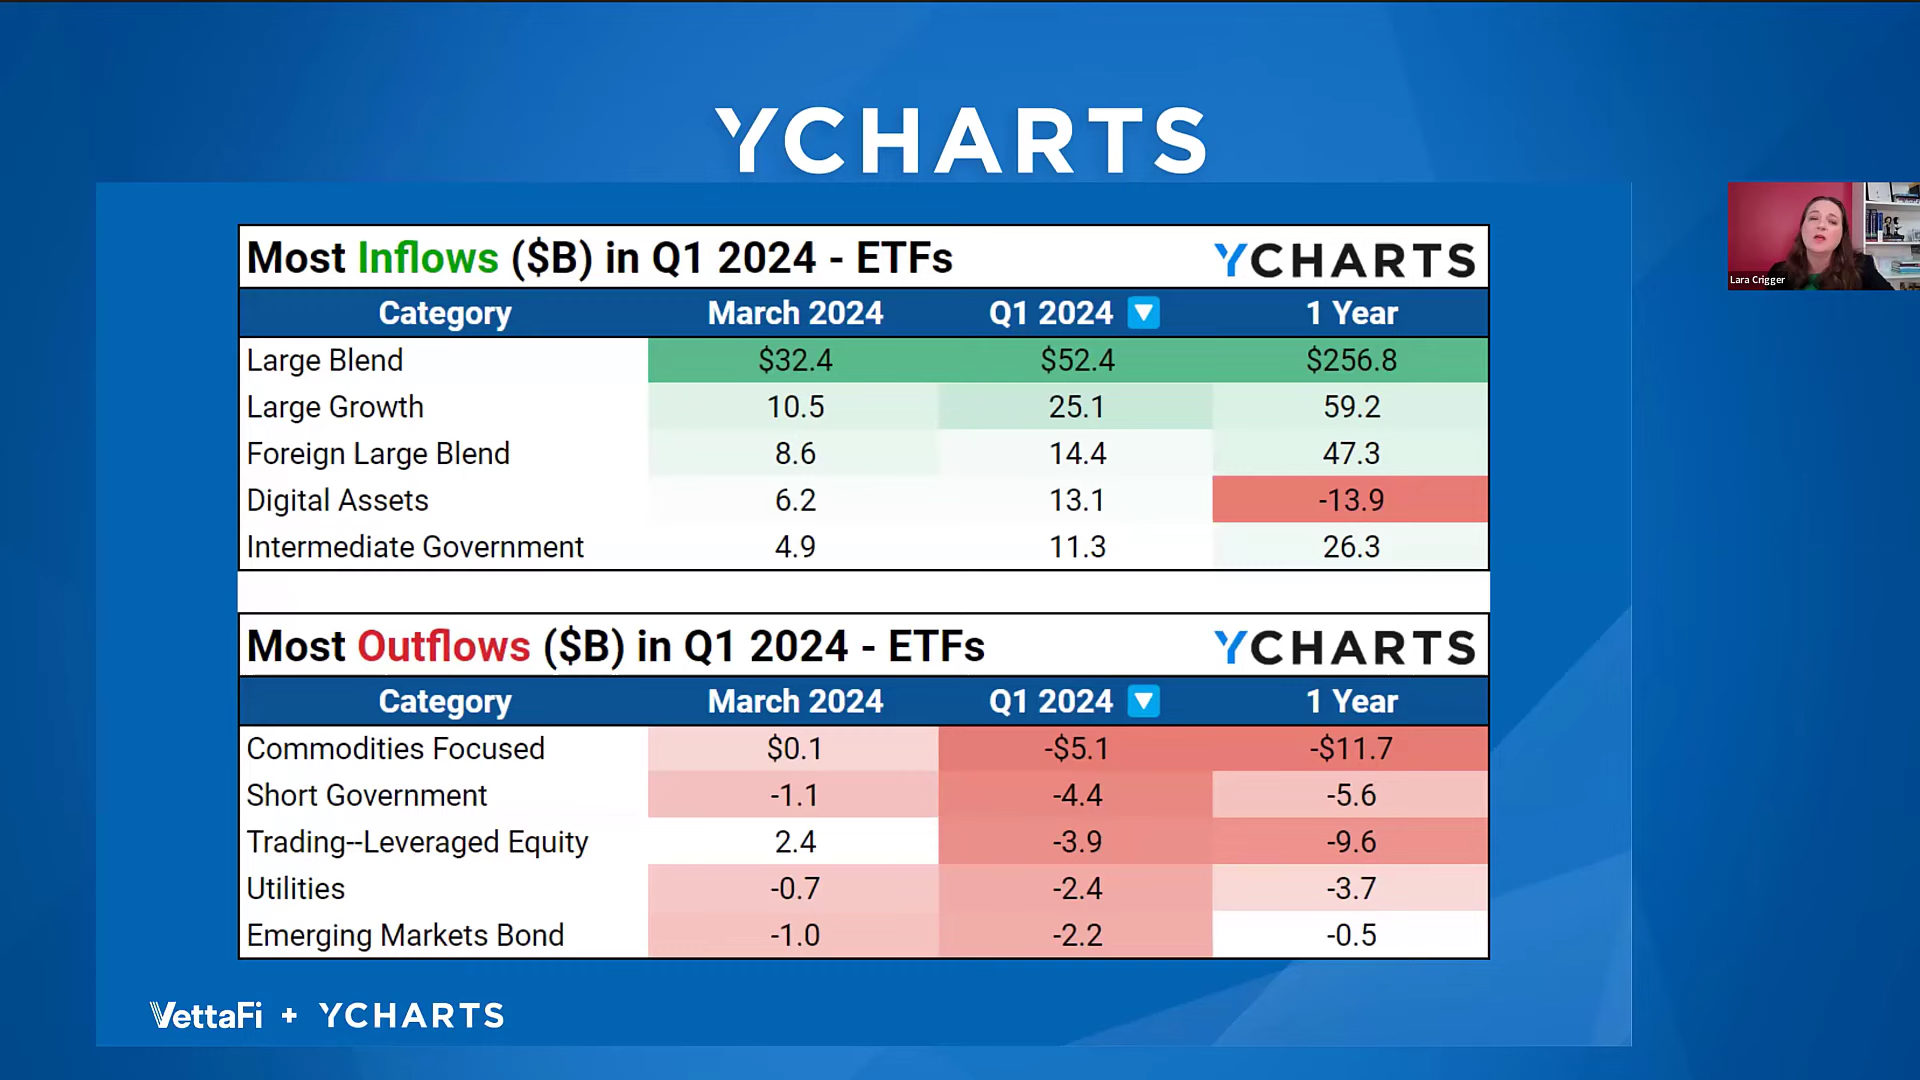 YCHARTS
Most Inflows ($B) in Q1 2024 - ETFs YCHARTS
Category March 2024 Q1 2024 1 Year
Large Blend $32.4 $52.4 $256.8
Large Growth 10.5 25.1 59.2
Foreign Large Blend 8.6 14.4 47.3
Digital Assets 6.2 13.1 -13.9
Intermediate Government 4.9 11.3 26.3
Most Outflows ($B) in Q1 2024 - ETFs YCHARTS
Category March 2024 Q1 2024 1 Year
Commodities Focused $0.1 -$5.1 -$11.7
Short Government -1.1 -4.4 -5.6
Trading--Leveraged Equity 2.4 -3.9 -9.6
Utilities -0.7 -2.4 -3.7
Emerging Markets Bond -1.0 -2.2 -0.5
VettaFi + YCHARTS
Lara Crigger